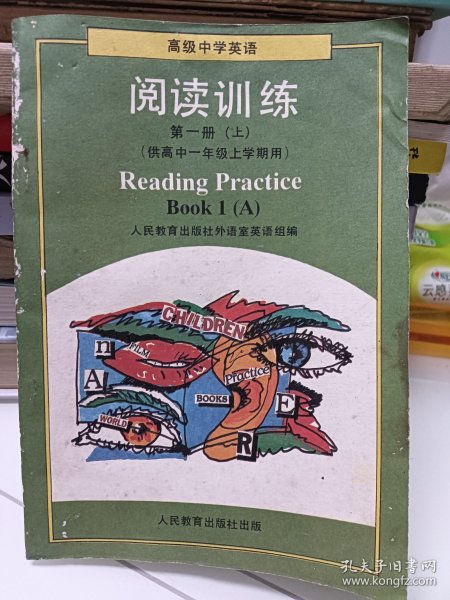 高级中学英语
阅读训练
第一册(上)
(供高中一年级上学期用)
Reading Practice
Book 1 (A)
人民教育出版社外语室英语组编
CHILDREN
n
FILM
A
Practice
BOOKS
E
WORLD
R
人民教育出版社出版
云感
孔夫子旧书网
www.kongfz.com